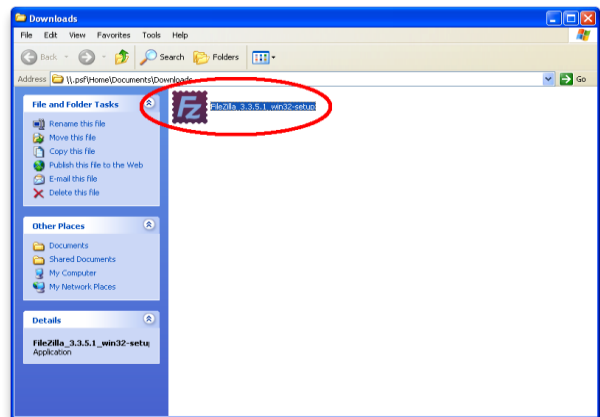 Downloads
File Edit View Favorites Tools Help
Back Search Folders
Address \\.psf\Home\Documents\Downloads Go
File and Folder Tasks
Rename this file
Move this file
Copy this file
Publish this file to the Web
E-mail this file
Delete this file
Other Places
Documents
Shared Documents
My Computer
My Network Places
Details
FileZilla_3.3.5.1_win32-setup
Application
Fz
FileZilla_3.3.5.1_win32-setup